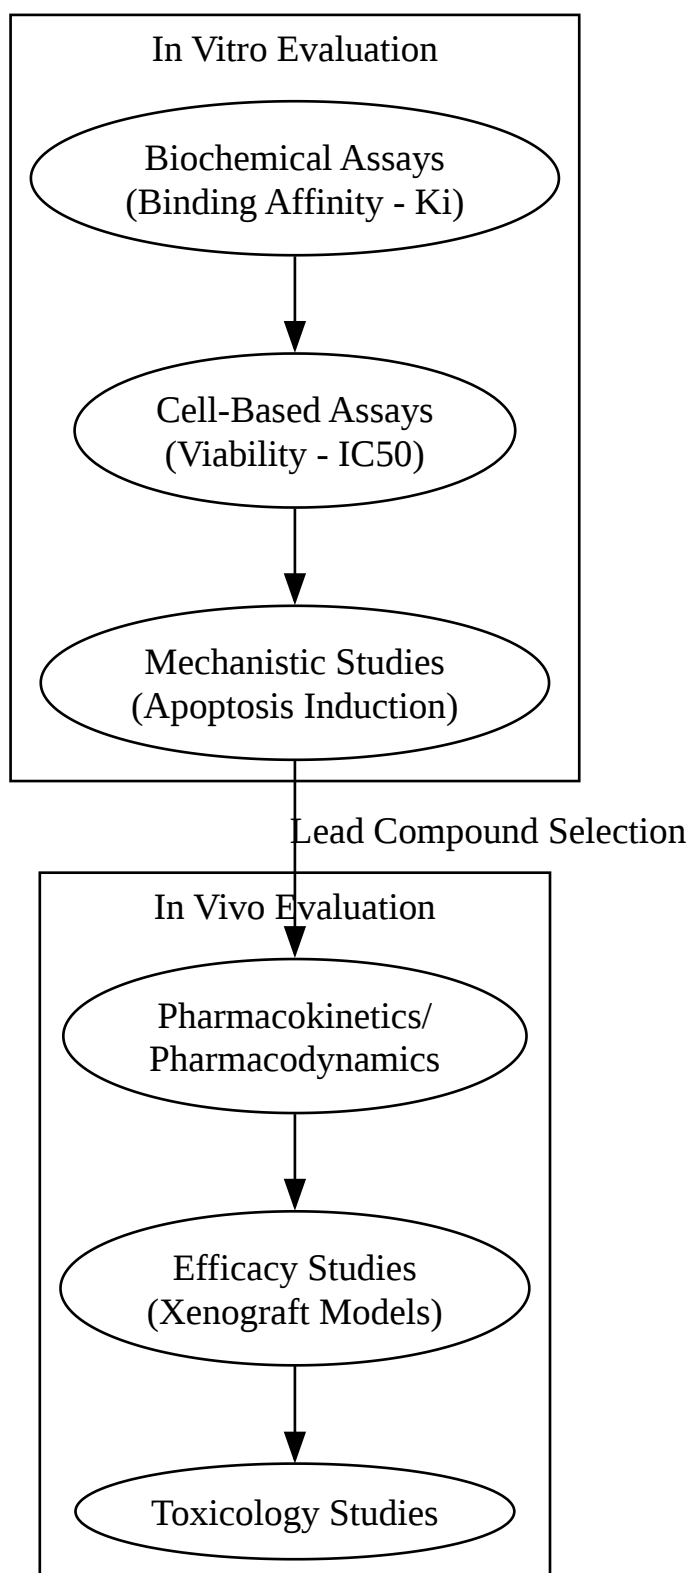 In Vitro Evaluation
Biochemical Assays
(Binding Affinity - Ki)
Cell-Based Assays
(Viability - IC50)
Mechanistic Studies
(Apoptosis Induction)
Lead Compound Selection
In Vivo Evaluation
Pharmacokinetics/
Pharmacodynamics
Efficacy Studies
(Xenograft Models)
Toxicology Studies